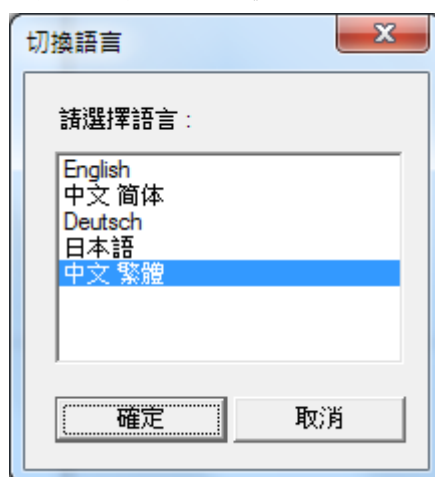 切換語言
請選擇語言：
English
中文 简体
Deutsch
日本語
中文 繁體
確定
取消